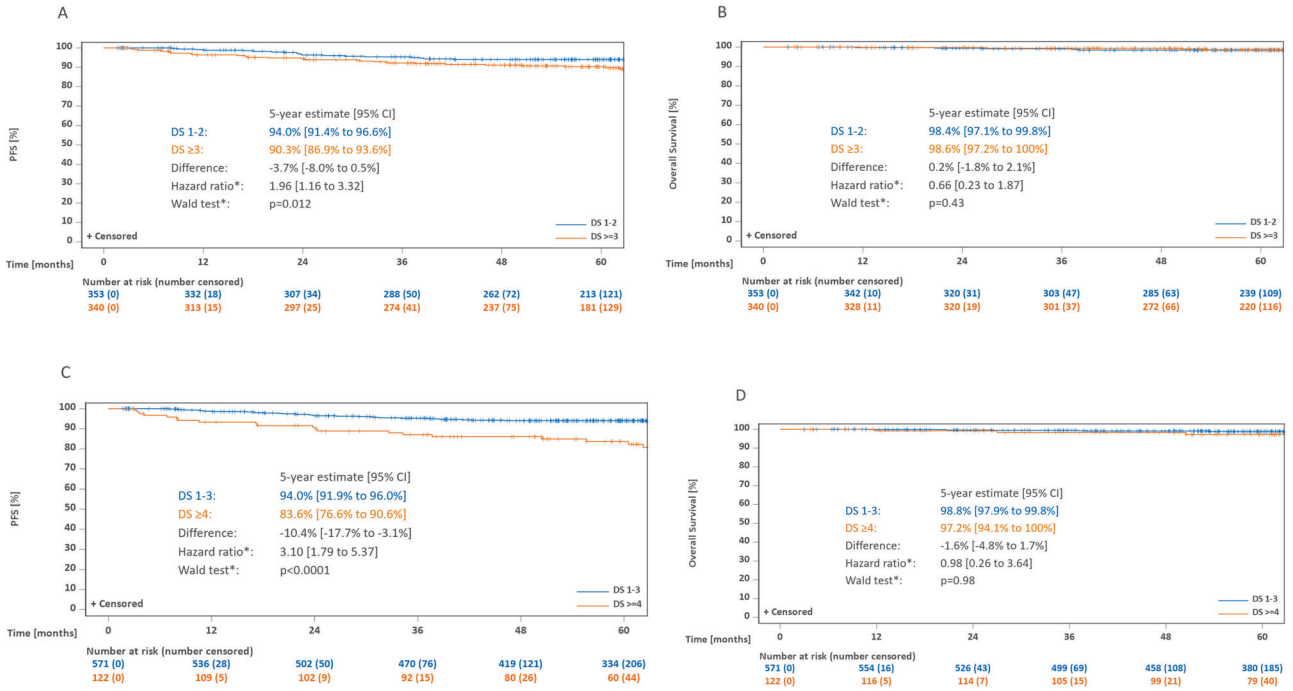 A
PFS [%]
100
90
80
70
60
50
40
30
20
10
0
5-year estimate [95% CI]
DS 1-2: 94.0% [91.4% to 96.6%]
DS ≥3: 90.3% [86.9% to 93.6%]
Difference: -3.7% [-8.0% to 0.5%]
Hazard ratio*: 1.96 [1.16 to 3.32]
Wald test*: p=0.012
+ Censored
DS 1-2
DS >=3
Time [months] 0 12 24 36 48 60
Number at risk (number censored)
353 (0) 332 (18) 307 (34) 288 (50) 262 (72) 213 (121)
340 (0) 313 (15) 297 (25) 274 (41) 237 (75) 181 (129)
B
Overall Survival [%]
100
90
80
70
60
50
40
30
20
10
0
5-year estimate [95% CI]
DS 1-2: 98.4% [97.1% to 99.8%]
DS ≥3: 98.6% [97.2% to 100%]
Difference: 0.2% [-1.8% to 2.1%]
Hazard ratio*: 0.66 [0.23 to 1.87]
Wald test*: p=0.43
+ Censored
DS 1-2
DS >=3
Time [months] 0 12 24 36 48 60
Number at risk (number censored)
353 (0) 342 (10) 320 (31) 303 (47) 285 (63) 239 (109)
340 (0) 328 (11) 320 (19) 301 (37) 272 (66) 220 (116)
C
PFS [%]
100
90
80
70
60
50
40
30
20
10
0
5-year estimate [95% CI]
DS 1-3: 94.0% [91.9% to 96.0%]
DS ≥4: 83.6% [76.6% to 90.6%]
Difference: -10.4% [-17.7% to -3.1%]
Hazard ratio*: 3.10 [1.79 to 5.37]
Wald test*: p<0.0001
+ Censored
DS 1-3
DS >=4
Time [months] 0 12 24 36 48 60
Number at risk (number censored)
571 (0) 536 (28) 502 (50) 470 (76) 419 (121) 334 (206)
122 (0) 109 (5) 102 (9) 92 (15) 80 (26) 60 (44)
D
Overall Survival [%]
100
90
80
70
60
50
40
30
20
10
0
5-year estimate [95% CI]
DS 1-3: 98.8% [97.9% to 99.8%]
DS ≥4: 97.2% [94.1% to 100%]
Difference: -1.6% [-4.8% to 1.7%]
Hazard ratio*: 0.98 [0.26 to 3.64]
Wald test*: p=0.98
+ Censored
DS 1-3
DS >=4
Time [months] 0 12 24 36 48 60
Number at risk (number censored)
571 (0) 554 (16) 526 (43) 499 (69) 458 (108) 380 (185)
122 (0) 116 (5) 114 (7) 105 (15) 99 (21) 79 (40)